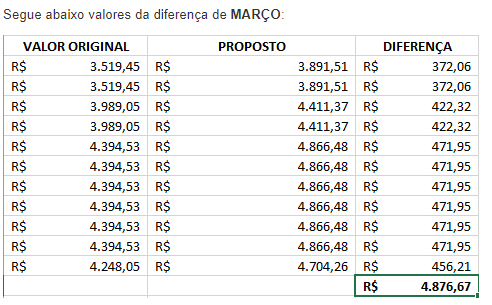 Segue abaixo valores da diferença de MARÇO:
VALOR ORIGINAL PROPOSTO DIFERENÇA
R$ 3.519,45 R$ 3.891,51 R$ 372,06
R$ 3.519,45 R$ 3.891,51 R$ 372,06
R$ 3.989,05 R$ 4.411,37 R$ 422,32
R$ 3.989,05 R$ 4.411,37 R$ 422,32
R$ 4.394,53 R$ 4.866,48 R$ 471,95
R$ 4.394,53 R$ 4.866,48 R$ 471,95
R$ 4.394,53 R$ 4.866,48 R$ 471,95
R$ 4.394,53 R$ 4.866,48 R$ 471,95
R$ 4.394,53 R$ 4.866,48 R$ 471,95
R$ 4.394,53 R$ 4.866,48 R$ 471,95
R$ 4.248,05 R$ 4.704,26 R$ 456,21
R$ 4.876,67